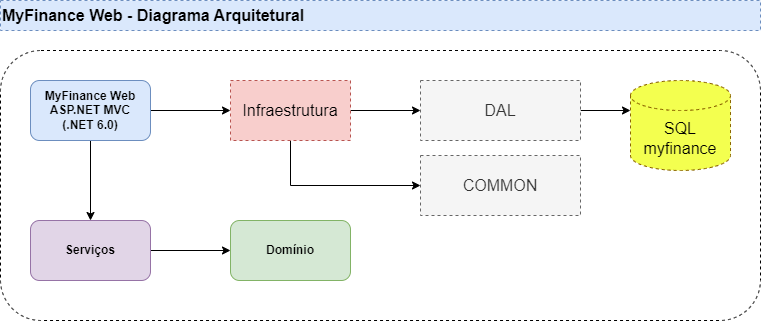 MyFinance Web - Diagrama Arquitetural
MyFinance Web
ASP.NET MVC
(.NET 6.0)
Infraestrutura
DAL
SQL
myfinance
COMMON
Serviços
Domínio